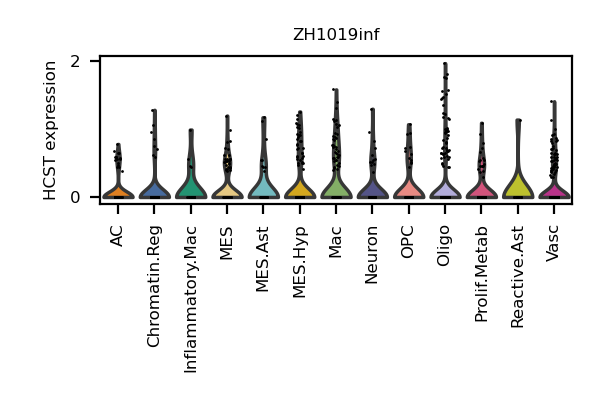 ZH1019inf
HCST expression
2
0
AC
Chromatin.Reg
Inflammatory.Mac
MES
MES.Ast
MES.Hyp
Mac
Neuron
OPC
Oligo
Prolif.Metab
Reactive.Ast
Vasc